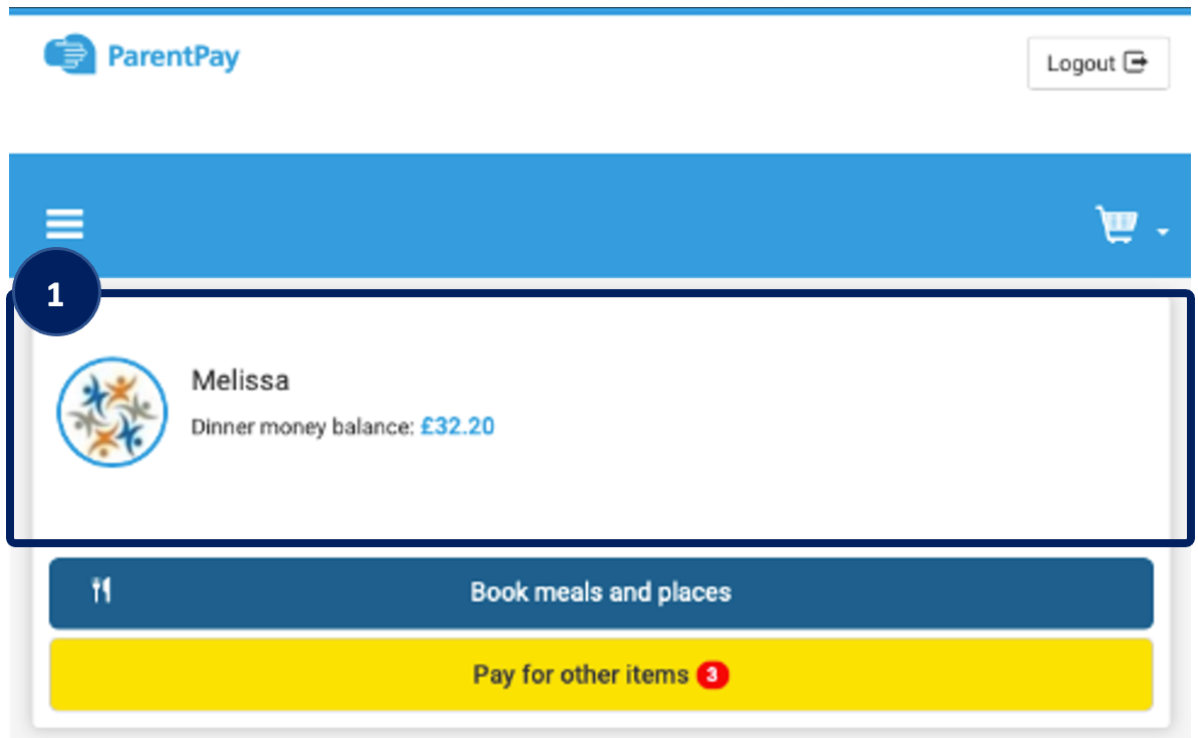 ParentPay
Logout
1
Melissa
Dinner money balance: £32.20
Book meals and places
Pay for other items 3